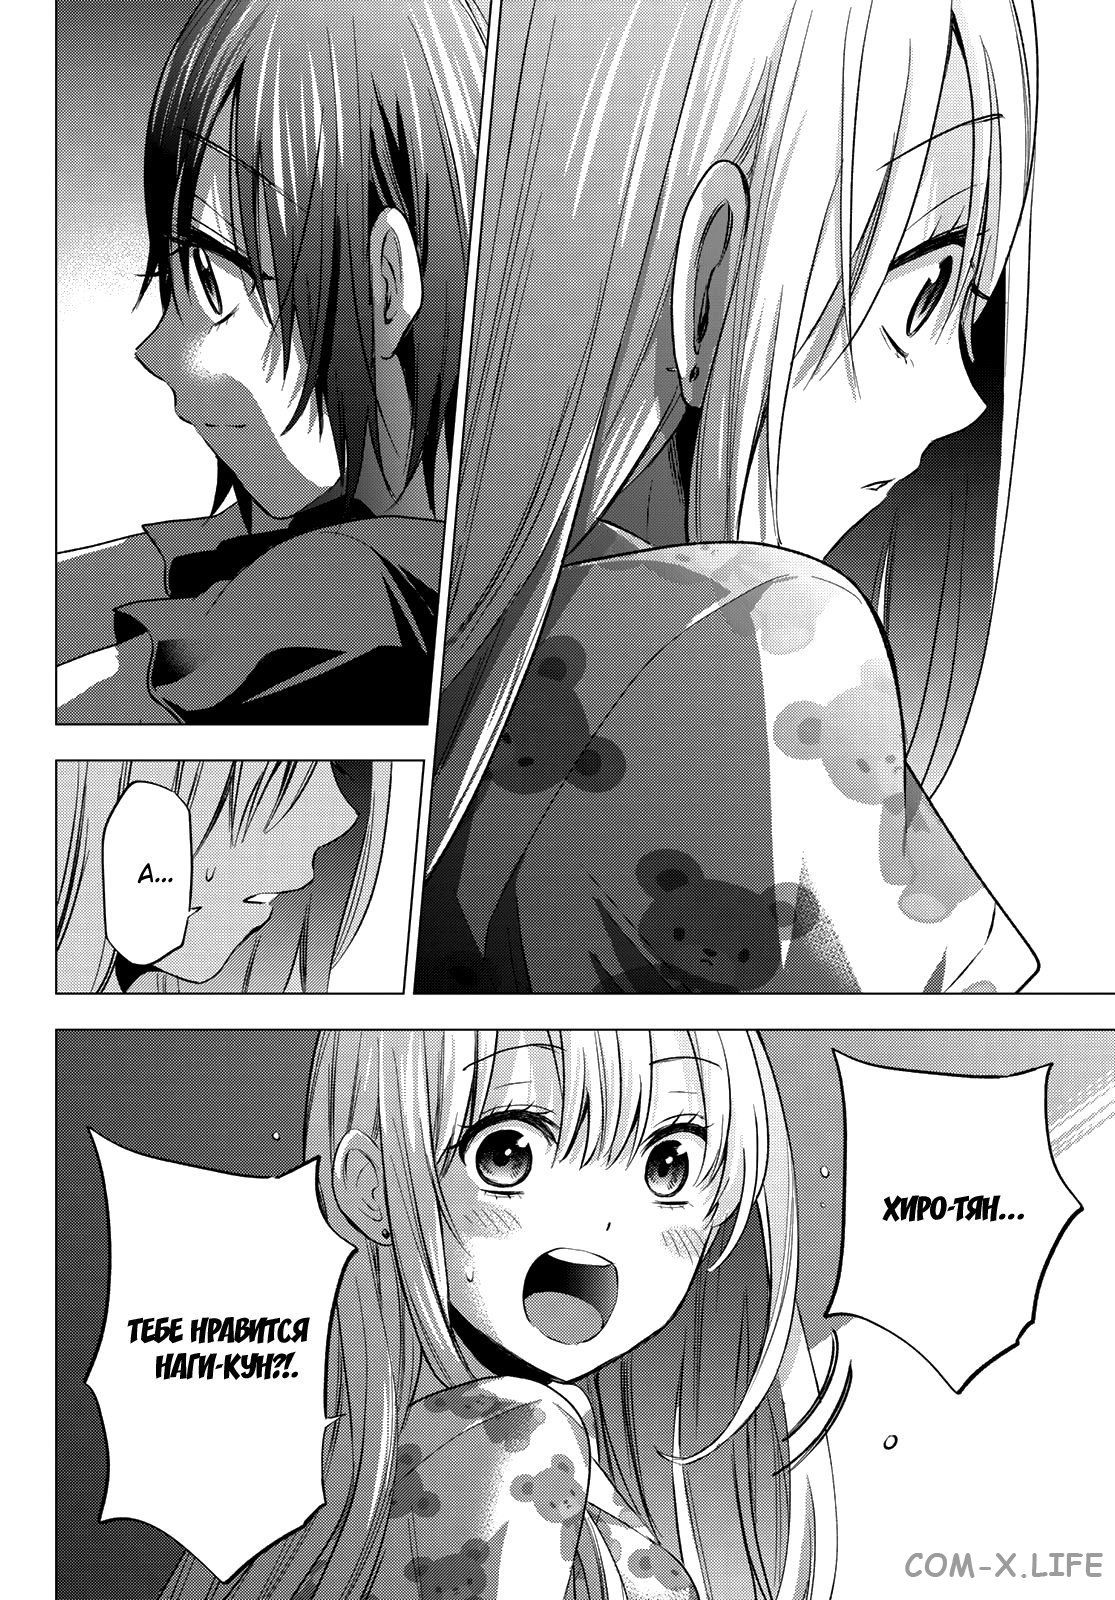 А...
ХИРО-ТЯН...
ТЕБЕ НРАВИТСЯ
НАГИ-КУН?!.
COM-X.LIFE